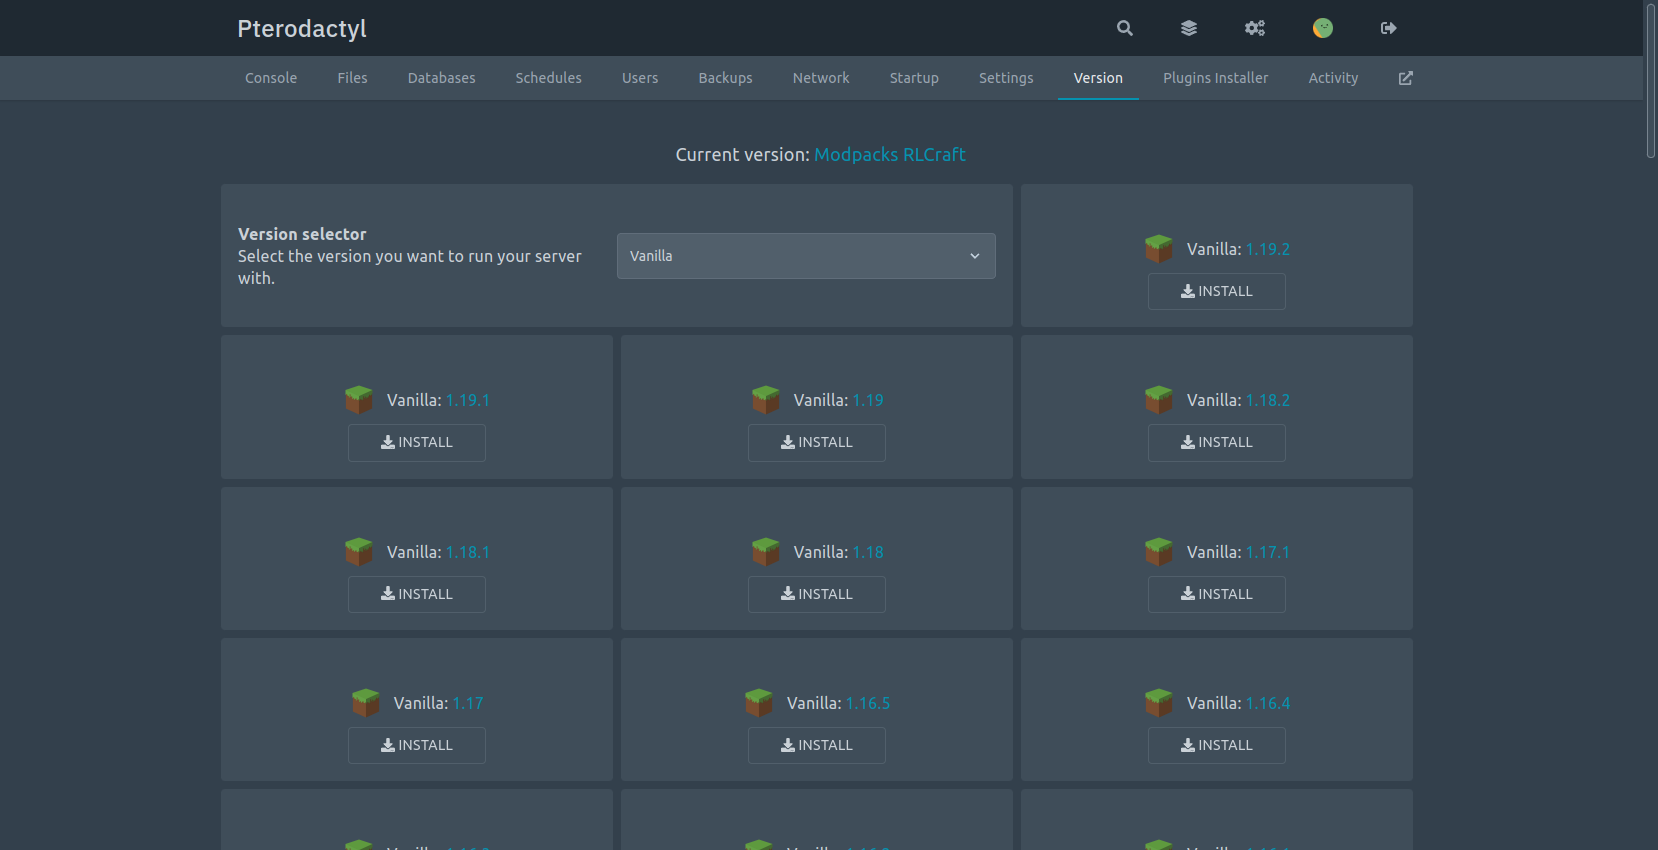 Pterodactyl
Console Files Databases Schedules Users Backups Network Startup Settings Version Plugins Installer Activity
Current version: Modpacks RLCraft
Version selector
Select the version you want to run your server
with.
Vanilla
Vanilla: 1.19.2
INSTALL
Vanilla: 1.19.1
INSTALL
Vanilla: 1.19
INSTALL
Vanilla: 1.18.2
INSTALL
Vanilla: 1.18.1
INSTALL
Vanilla: 1.18
INSTALL
Vanilla: 1.17.1
INSTALL
Vanilla: 1.17
INSTALL
Vanilla: 1.16.5
INSTALL
Vanilla: 1.16.4
INSTALL